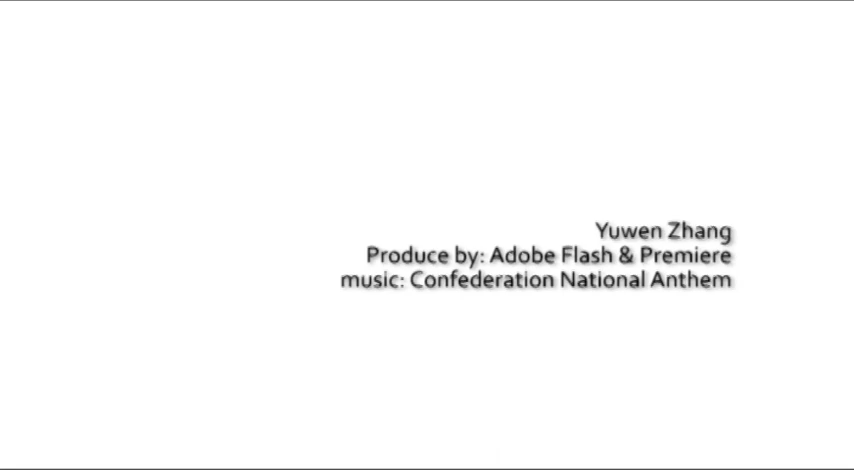 Yuwen Zhang
Produce by: Adobe Flash & Premiere
music: Confederation National Anthem